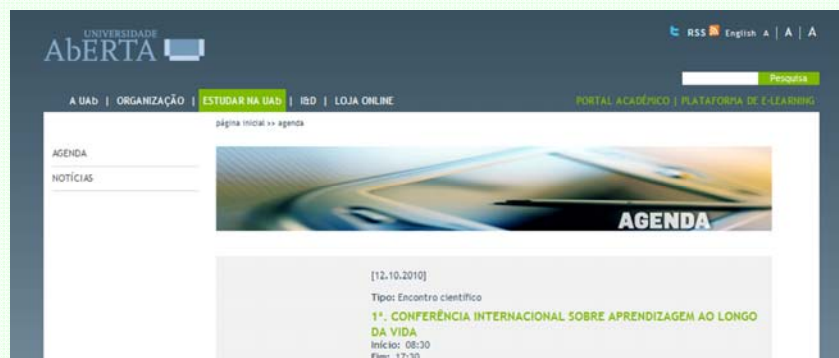 UNIVERSIDADE
AbERTA
RSS English A | A | A
Pesquisa
A UAb | ORGANIZAÇÃO | ESTUDAR NA UAb | I&D | LOJA ONLINE
PORTAL ACADÉMICO | PLATAFORMA DE E-LEARNING
página inicial >> agenda
AGENDA
NOTÍCIAS
AGENDA
[12.10.2010]
Tipo: Encontro científico
1ª. CONFERÊNCIA INTERNACIONAL SOBRE APRENDIZAGEM AO LONGO
DA VIDA
Início: 08:30
Fim: 17:30